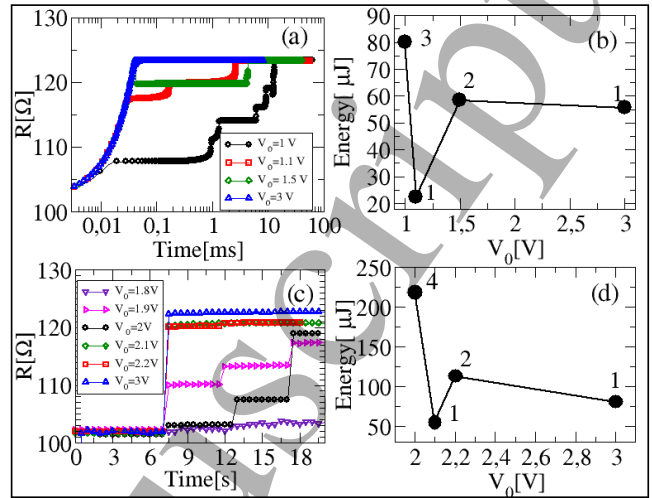 (a)
R[Ω]
120
110
100
V₀=1 V
V₀=1.1 V
V₀= 1.5 V
V₀=3 V
0,01 0,1 1 10 100
Time[ms]
(b)
Energy[ μJ]
90
80
70
60
50
40
30
20
3
1
2
1
1 1,5 2 2,5 3
V₀[V]
(c)
R[Ω]
130
120
110
100
V₀=1.8V
V₀=1.9V
V₀=2V
V₀=2.1V
V₀=2.2V
V₀=3V
0 3 6 9 12 15 18
Time[s]
(d)
Energy[ μJ]
250
200
150
100
50
4
1
2
1
2 2,2 2,4 2,6 2,8 3
V₀[V]